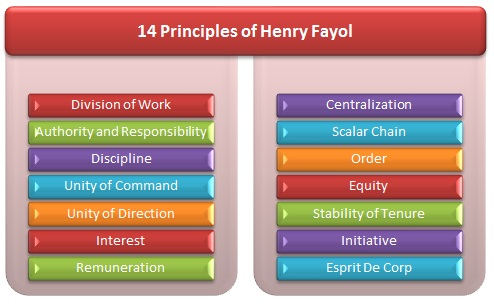 14 Principles of Henry Fayol
Division of Work
Authority and Responsibility
Discipline
Unity of Command
Unity of Direction
Interest
Remuneration
Centralization
Scalar Chain
Order
Equity
Stability of Tenure
Initiative
Esprit De Corp